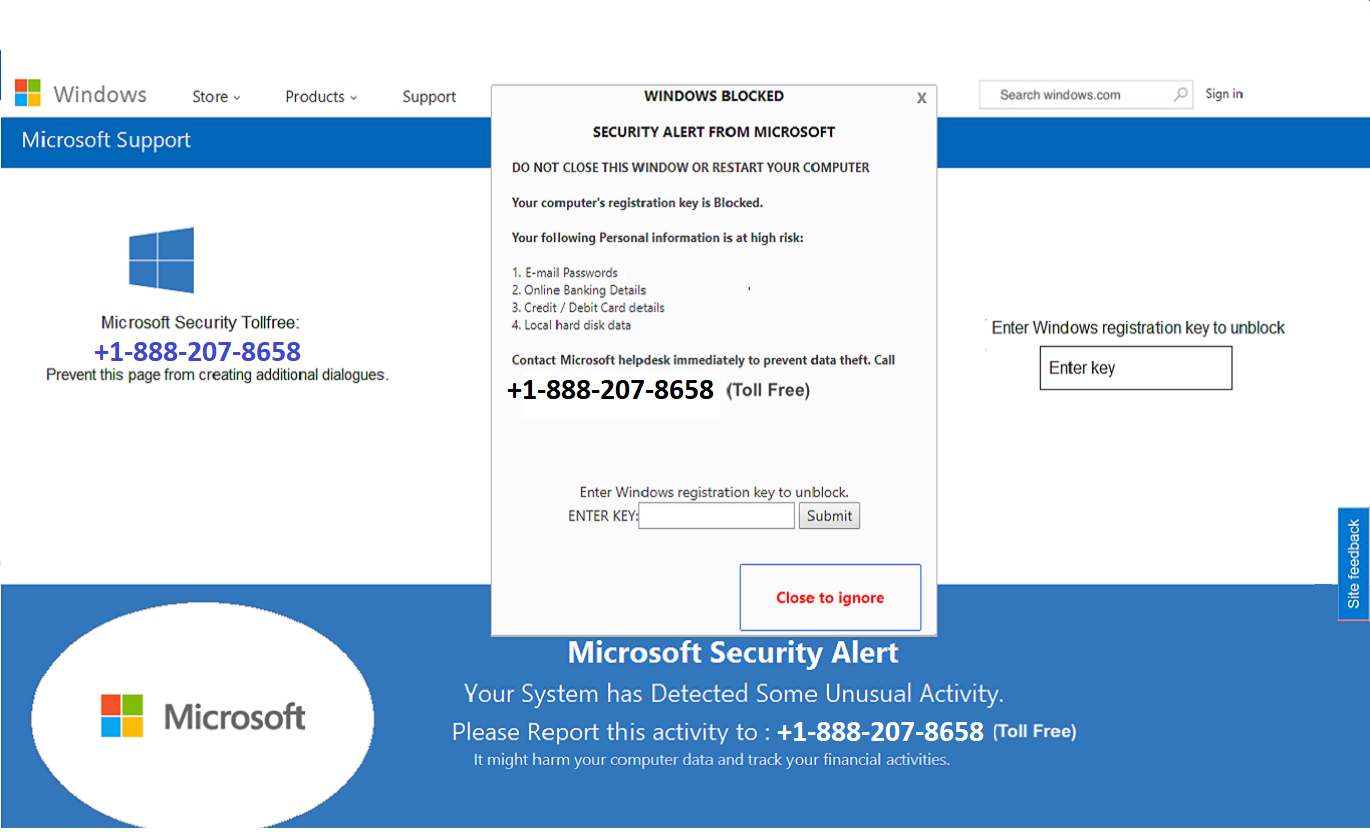 Windows
Store
Products
Support
Search windows.com
Sign in
Microsoft Support
WINDOWS BLOCKED
X
SECURITY ALERT FROM MICROSOFT
DO NOT CLOSE THIS WINDOW OR RESTART YOUR COMPUTER
Your computer's registration key is Blocked.
Your following Personal information is at high risk:
1. E-mail Passwords
2. Online Banking Details
3. Credit / Debit Card details
4. Local hard disk data
Contact Microsoft helpdesk immediately to prevent data theft. Call
+1-888-207-8658 (Toll Free)
Enter Windows registration key to unblock.
ENTER KEY:
Submit
Close to ignore
Microsoft Security Tollfree:
+1-888-207-8658
Prevent this page from creating additional dialogues.
Enter Windows registration key to unblock
Enter key
Site feedback
Microsoft
Microsoft Security Alert
Your System has Detected Some Unusual Activity.
Please Report this activity to : +1-888-207-8658 (Toll Free)
It might harm your computer data and track your financial activities.